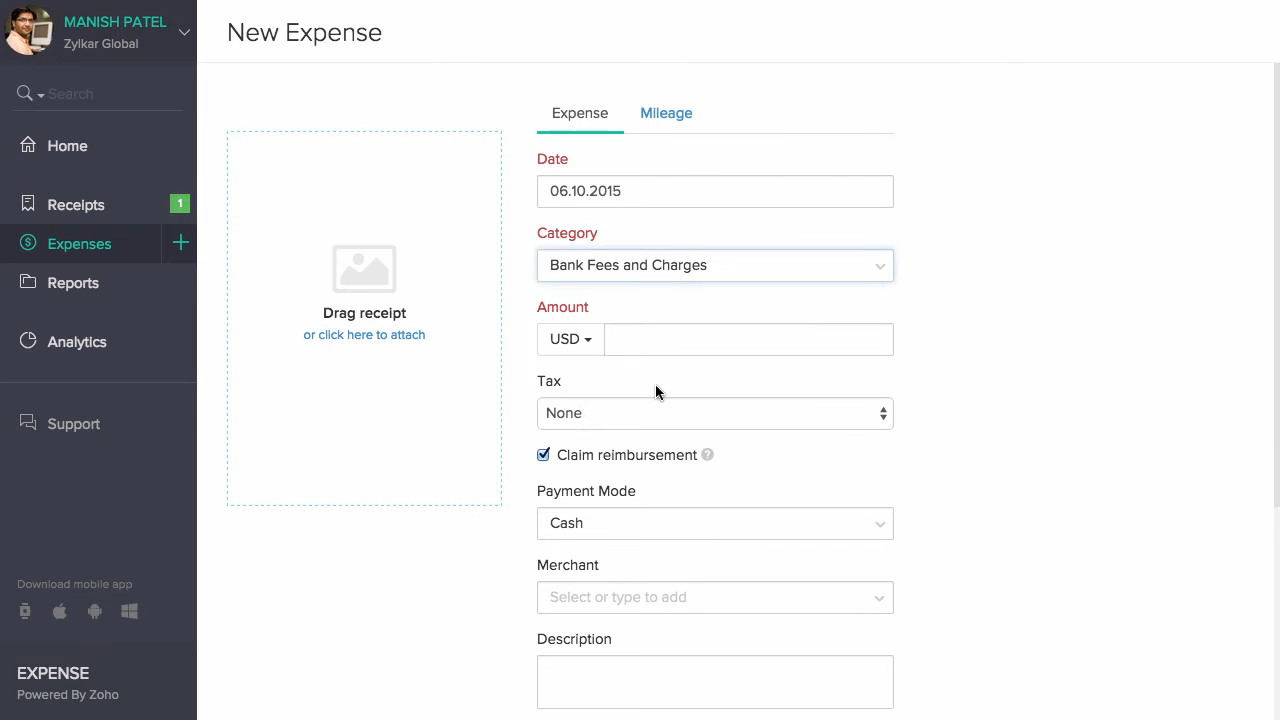 MANISH PATEL
Zylkar Global
Search
Home
Receipts 1
Expenses +
Reports
Analytics
Support
Download mobile app
EXPENSE
Powered By Zoho
New Expense
Drag receipt
or click here to attach
Expense Mileage
Date
06.10.2015
Category
Bank Fees and Charges
Amount
USD
Tax
None
Claim reimbursement ?
Payment Mode
Cash
Merchant
Select or type to add
Description